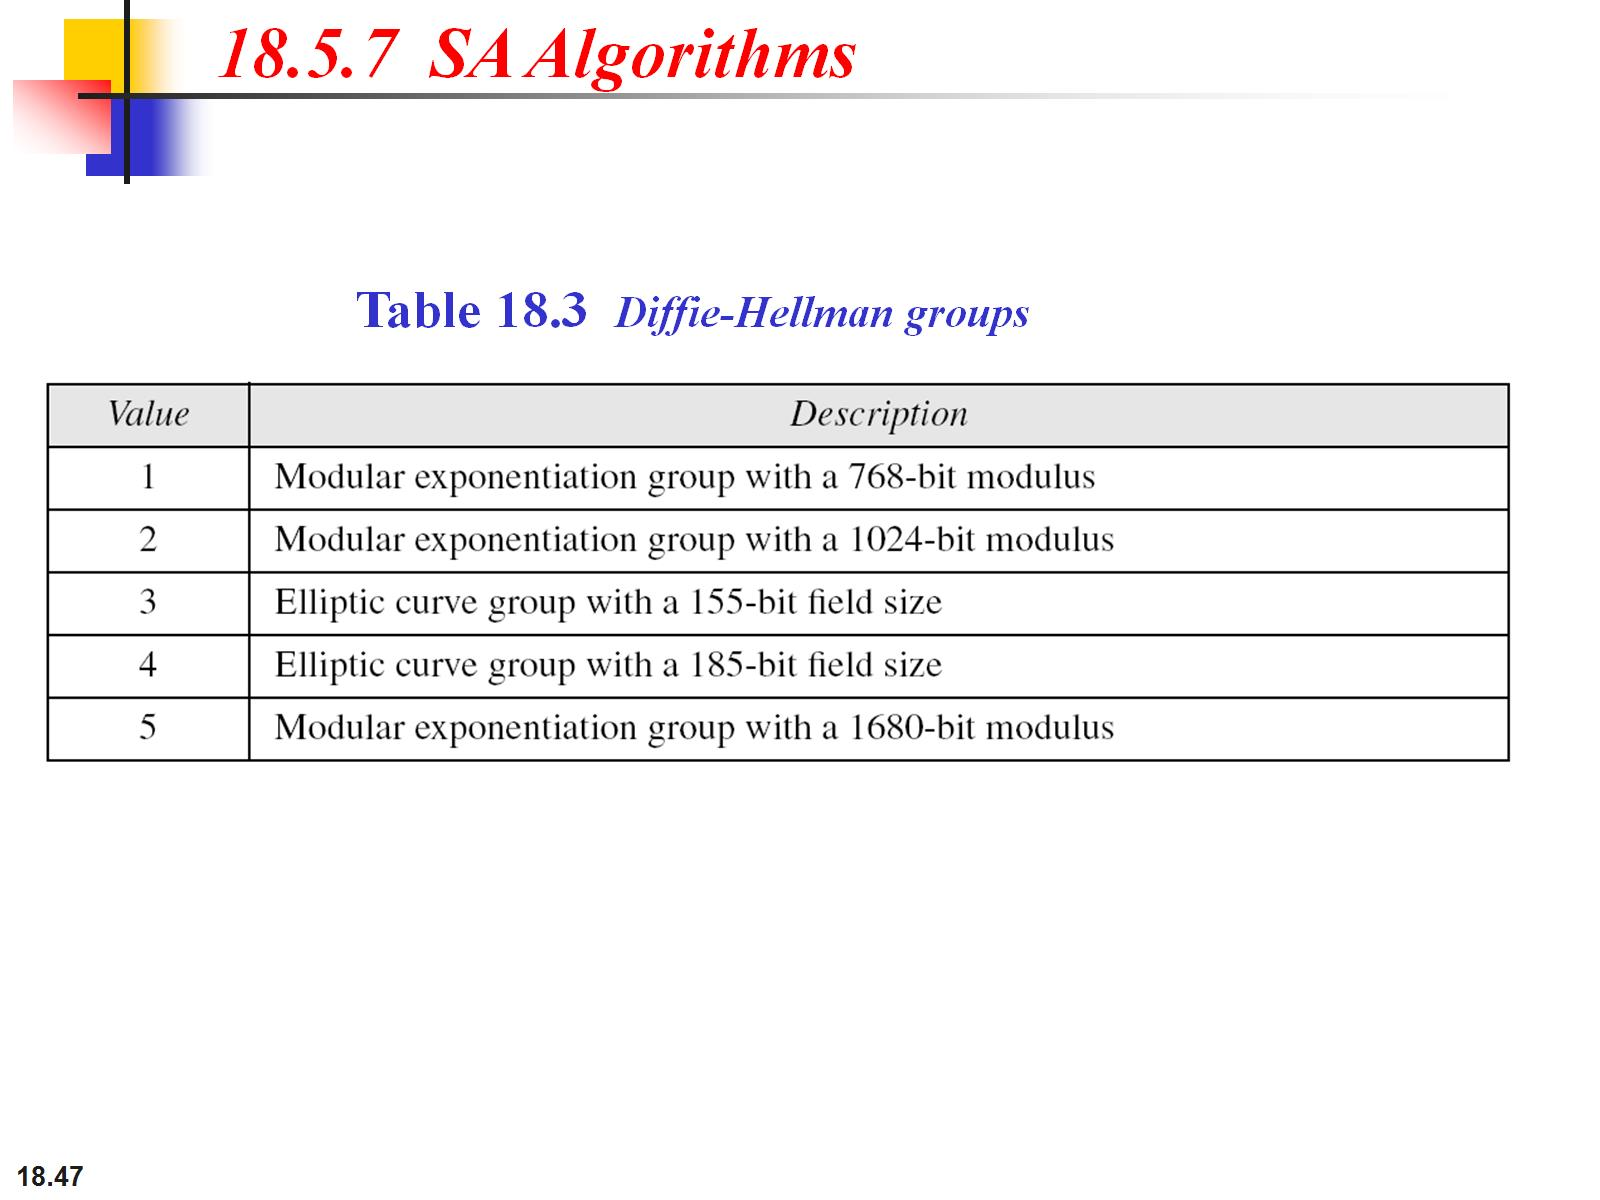 18.5.7 SA Algorithms
Table 18.3 Diffie-Hellman groups
Value Description
1 Modular exponentiation group with a 768-bit modulus
2 Modular exponentiation group with a 1024-bit modulus
3 Elliptic curve group with a 155-bit field size
4 Elliptic curve group with a 185-bit field size
5 Modular exponentiation group with a 1680-bit modulus
18.47